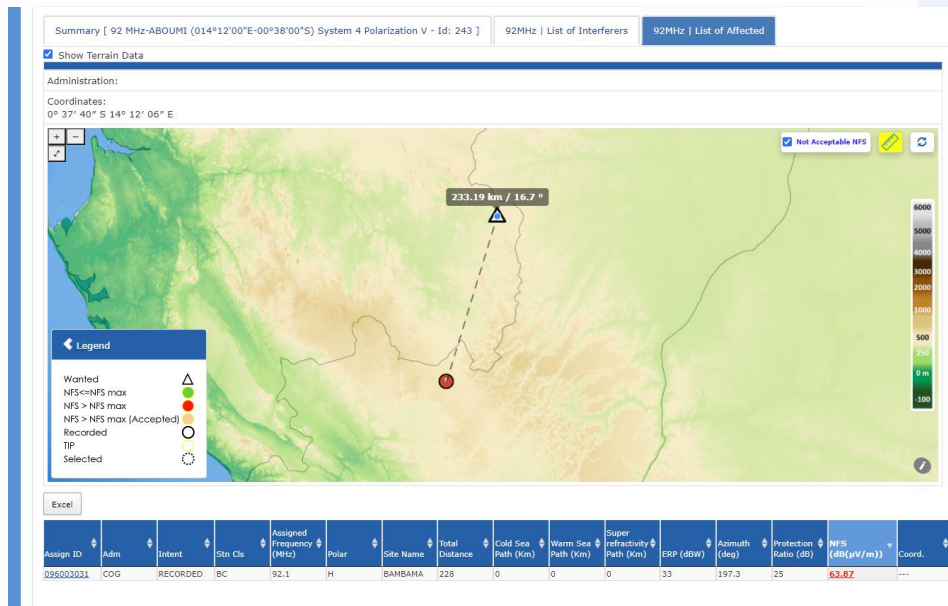 Summary [ 92 MHz-ABOUMI (014°12'00"E-00°38'00"S) System 4 Polarization V - Id: 243 ]
92MHz | List of Interferers
92MHz | List of Affected
Show Terrain Data
Administration:
Coordinates:
0° 37′ 40″ S 14° 12′ 06″ E
+ −
Not Acceptable NFS
233.19 km / 16.7 °
6000
5000
4000
3000
2000
1000
500
250
0 m
-100
Legend
Wanted
NFS<=NFS max
NFS > NFS max
NFS > NFS max (Accepted)
Recorded
TIP
Selected
Excel
Assign ID Adm Intent Stn Cls Assigned Frequency (MHz) Polar Site Name Total Distance Cold Sea Path (Km) Warm Sea Path (Km) Super refractivity Path (Km) ERP (dBW) Azimuth (deg) Protection Ratio (dB) NFS (dB(µV/m)) Coord.
096003031 COG RECORDED BC 92.1 H BAMBAMA 228 0 0 0 33 197.3 25 63.87 ---